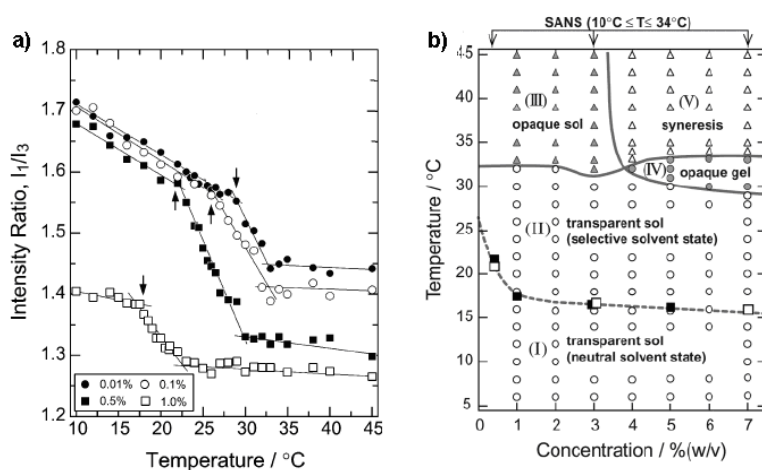 a)
Intensity Ratio, I1/I3
1.8
1.7
1.6
1.5
1.4
1.3
1.2
0.01% 0.1%
0.5% 1.0%
10 15 20 25 30 35 40 45
Temperature / °C
b)
SANS (10°C ≤ T≤ 34°C)
Temperature / °C
45
40
35
30
25
20
15
10
5
(III)
opaque sol
(V)
syneresis
(IV) opaque gel
(II) transparent sol
(selective solvent state)
transparent sol
(I) (neutral solvent state)
0 1 2 3 4 5 6 7
Concentration / %(w/v)